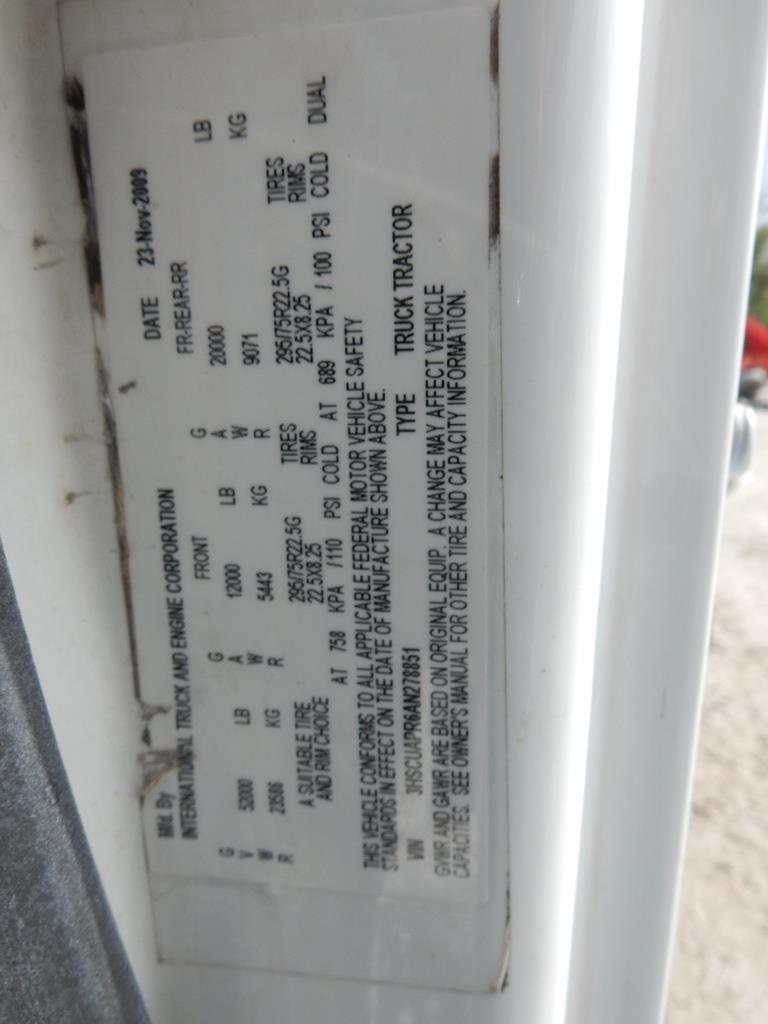 Mfd. By
INTERNATIONAL TRUCK AND ENGINE CORPORATION DATE 23-Nov-2009
FRONT FR-REAR-RR
G G G
V 52000 LB A 12000 LB A 20000 LB
W W W
R 23586 KG R 5443 KG R 9071 KG
A SUITABLE TIRE 295/75R22.5G TIRES 295/75R22.5G TIRES
AND RIM CHOICE 22.5X8.25 RIMS 22.5X8.25 RIMS
AT 758 KPA /110 PSI COLD AT 689 KPA / 100 PSI COLD DUAL
THIS VEHICLE CONFORMS TO ALL APPLICABLE FEDERAL MOTOR VEHICLE SAFETY
STANDARDS IN EFFECT ON THE DATE OF MANUFACTURE SHOWN ABOVE.
VIN 3HSCUAPR6AN278851 TYPE TRUCK TRACTOR
GVWR AND GAWR ARE BASED ON ORIGINAL EQUIP. A CHANGE MAY AFFECT VEHICLE
CAPACITIES. SEE OWNER'S MANUAL FOR OTHER TIRE AND CAPACITY INFORMATION.